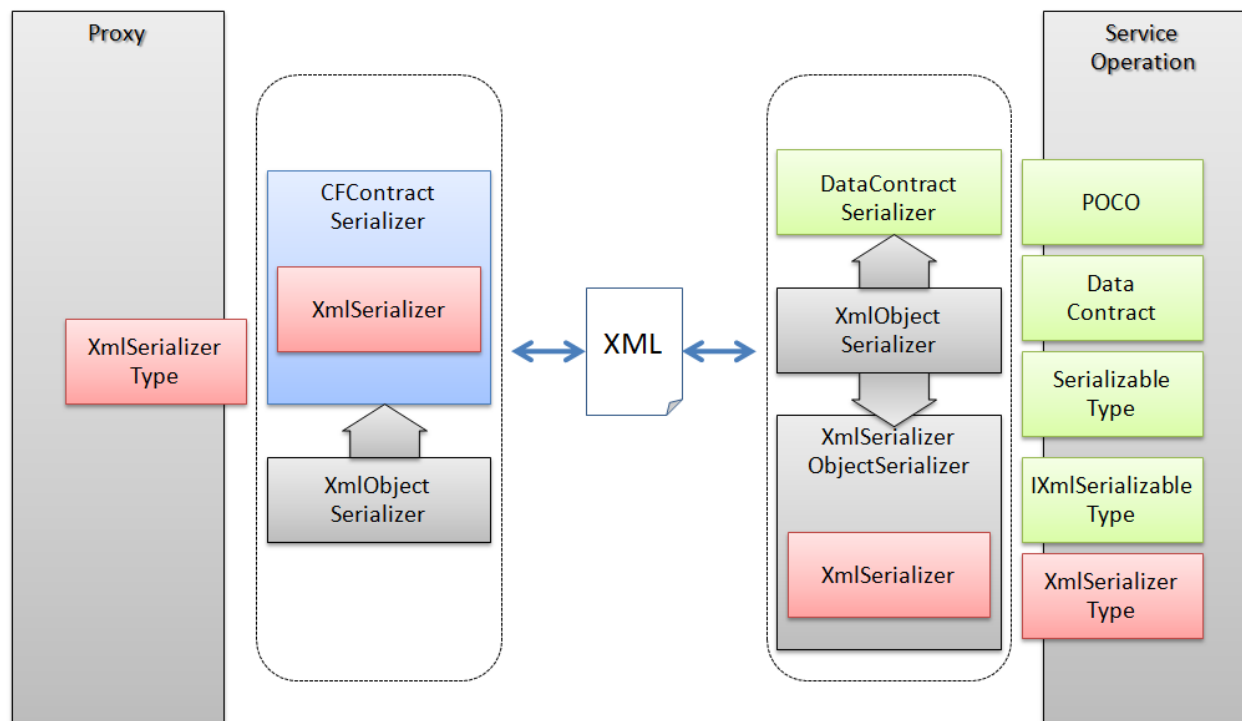 Proxy
XmlSerializer
Type
CFContract
Serializer
XmlSerializer
XmlObject
Serializer
XML
DataContract
Serializer
XmlObject
Serializer
XmlSerializer
ObjectSerializer
XmlSerializer
Service
Operation
POCO
Data
Contract
Serializable
Type
IXmlSerializable
Type
XmlSerializer
Type